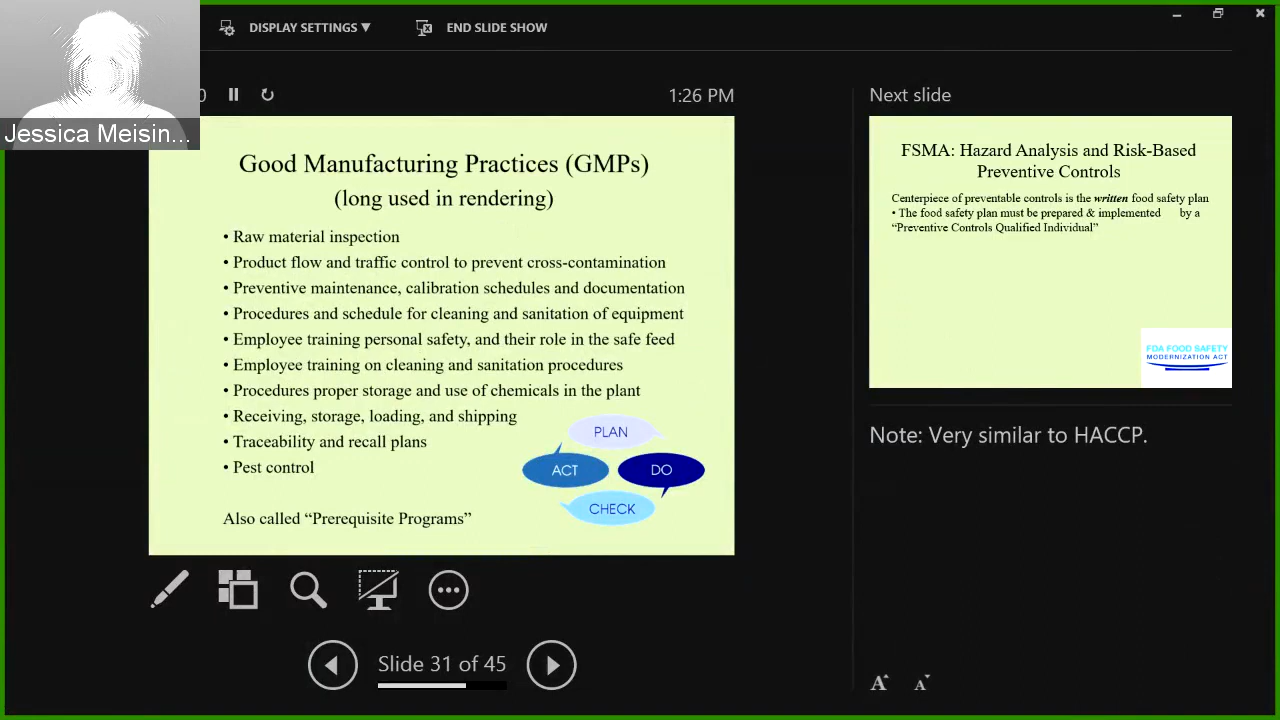 DISPLAY SETTINGS ▼
END SLIDE SHOW
Jessica Meisin...
0
1:26 PM
Good Manufacturing Practices (GMPs)
(long used in rendering)
• Raw material inspection
• Product flow and traffic control to prevent cross-contamination
• Preventive maintenance, calibration schedules and documentation
• Procedures and schedule for cleaning and sanitation of equipment
• Employee training personal safety, and their role in the safe feed
• Employee training on cleaning and sanitation procedures
• Procedures proper storage and use of chemicals in the plant
• Receiving, storage, loading, and shipping
• Traceability and recall plans
• Pest control
Also called “Prerequisite Programs”
PLAN
ACT
DO
CHECK
Slide 31 of 45
Next slide
FSMA: Hazard Analysis and Risk-Based
Preventive Controls
Centerpiece of preventable controls is the written food safety plan
• The food safety plan must be prepared & implemented by a
“Preventive Controls Qualified Individual”
FDA FOOD SAFETY
MODERNIZATION ACT
Note: Very similar to HACCP.
A A